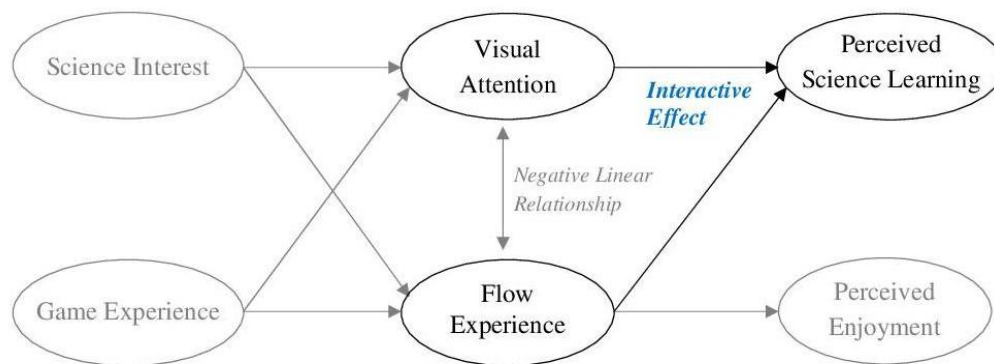 Science Interest
Visual
Attention
Perceived
Science Learning
Interactive
Effect
Negative Linear
Relationship
Game Experience
Flow
Experience
Perceived
Enjoyment